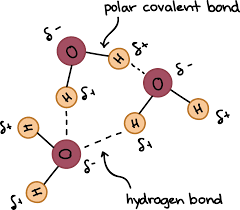 polar covalent bond
δ-
O
H
δ+
δ-
O
H
δ+
H
δ+
H
δ+
δ+
H
O
δ-
δ+
H
hydrogen bond